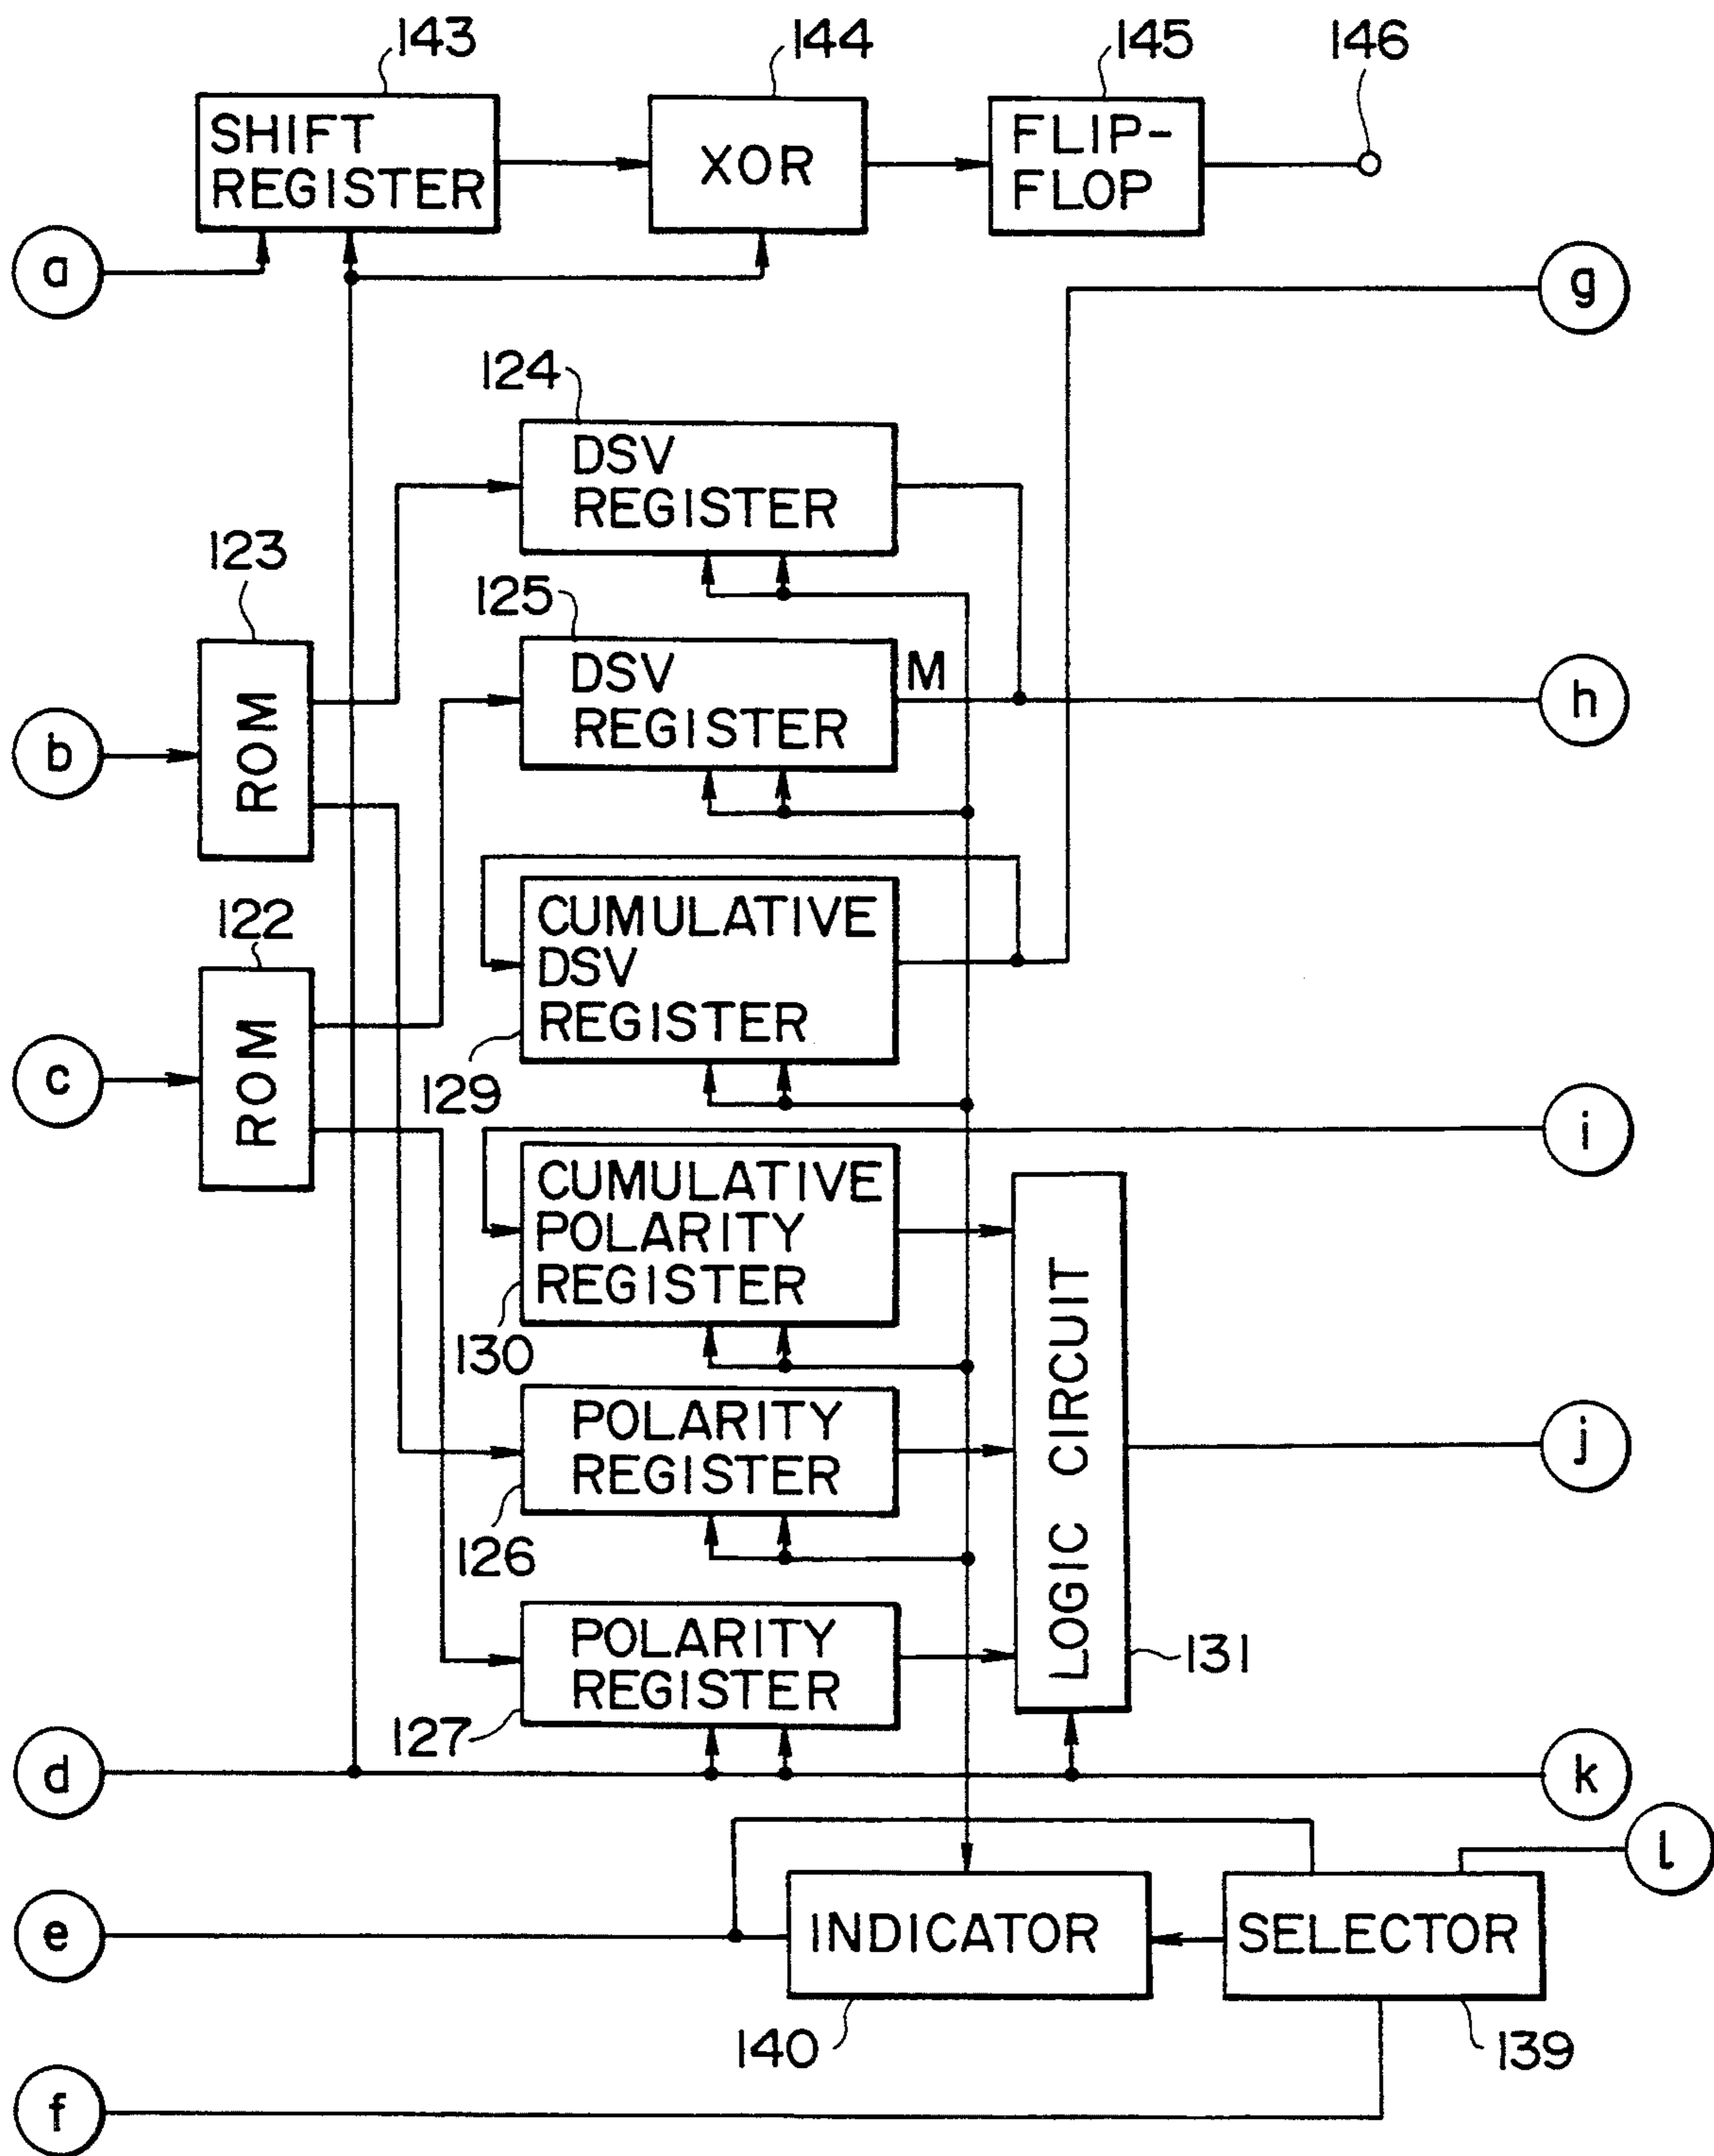 143
144
145
146
SHIFT
REGISTER
XOR
FLIP-
FLOP
a
g
124
DSV
REGISTER
123
125
ROM
DSV
REGISTER
M
h
b
122
CUMULATIVE
DSV
REGISTER
ROM
c
129
i
CUMULATIVE
POLARITY
REGISTER
130
LOGIC CIRCUIT
POLARITY
REGISTER
j
126
POLARITY
REGISTER
131
127
d
k
l
e
INDICATOR
SELECTOR
140
139
f